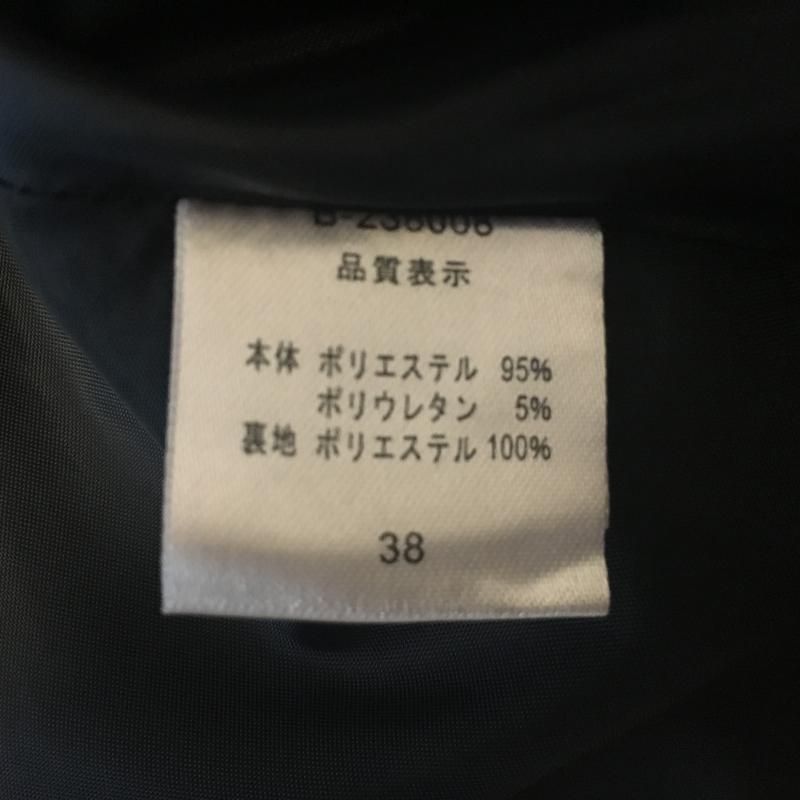 品質表示
本体 ポリエステル 95%
ポリウレタン 5%
裏地 ポリエステル 100%
38